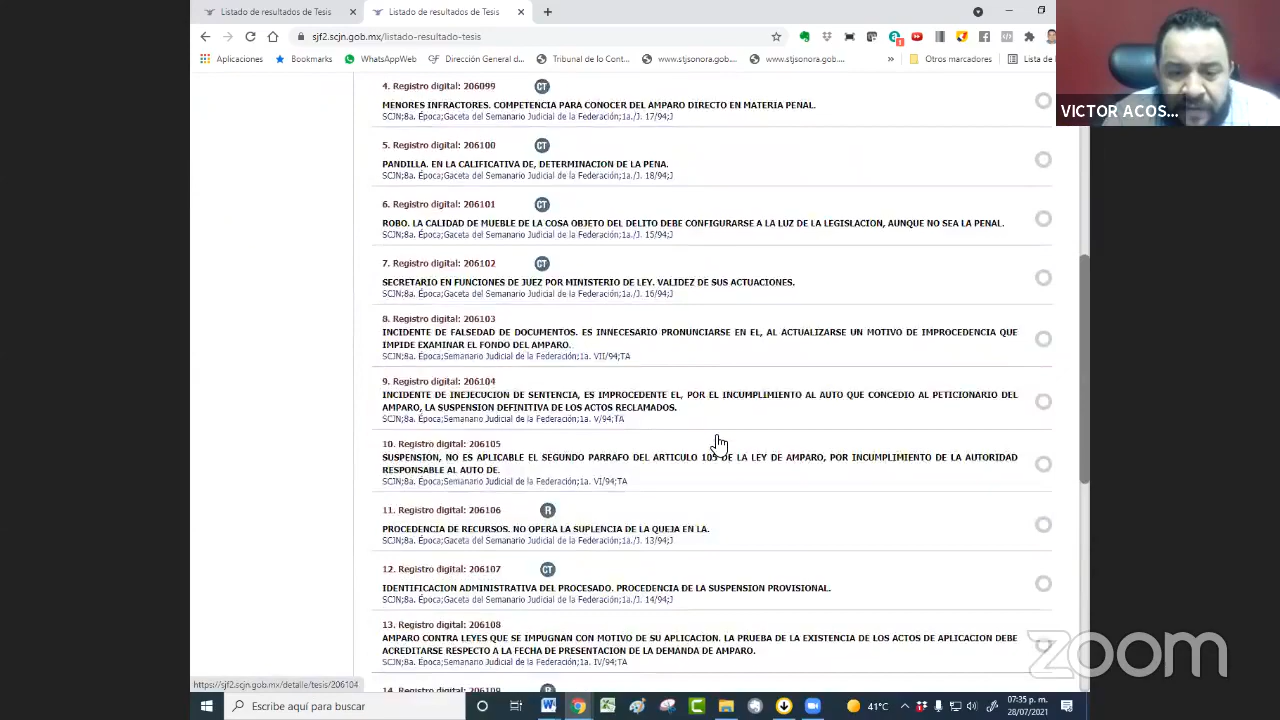 Listado de resultados de Tesis
Listado de resultados de Tesis
sjf2.scjn.gob.mx/listado-resultado-tesis
Aplicaciones
Bookmarks
WhatsApp
Dirección General d...
Tribunal de lo Cont...
www.stjsonora.gob....
www.stjsonora.gob....
»
Otros marcadores
Lista de
VICTOR ACOS...
4. Registro digital: 206099
CT
MENORES INFRACTORES. COMPETENCIA PARA CONOCER DEL AMPARO DIRECTO EN MATERIA PENAL.
SCJN;8a. Época;Gaceta del Semanario Judicial de la Federación;1a./J. 17/94;J
5. Registro digital: 206100
CT
PANDILLA. EN LA CALIFICATIVA DE, DETERMINACION DE LA PENA.
SCJN;8a. Época;Gaceta del Semanario Judicial de la Federación;1a./J. 18/94;J
6. Registro digital: 206101
CT
ROBO. LA CALIDAD DE MUEBLE DE LA COSA OBJETO DEL DELITO DEBE CONFIGURARSE A LA LUZ DE LA LEGISLACION, AUNQUE NO SEA LA PENAL.
SCJN;8a. Época;Gaceta del Semanario Judicial de la Federación;1a./J. 15/94;J
7. Registro digital: 206102
CT
SECRETARIO EN FUNCIONES DE JUEZ POR MINISTERIO DE LEY. VALIDEZ DE SUS ACTUACIONES.
SCJN;8a. Época;Gaceta del Semanario Judicial de la Federación;1a./J. 16/94;J
8. Registro digital: 206103
INCIDENTE DE FALSEDAD DE DOCUMENTOS. ES INNECESARIO PRONUNCIARSE EN EL, AL ACTUALIZARSE UN MOTIVO DE IMPROCEDENCIA QUE
IMPIDE EXAMINAR EL FONDO DEL AMPARO.
SCJN;8a. Época;Semanario Judicial de la Federación;1a. VII/94;TA
9. Registro digital: 206104
INCIDENTE DE INEJECUCION DE SENTENCIA, ES IMPROCEDENTE EL, POR EL INCUMPLIMIENTO AL AUTO QUE CONCEDIO AL PETICIONARIO DEL
AMPARO, LA SUSPENSION DEFINITIVA DE LOS ACTOS RECLAMADOS.
SCJN;8a. Época;Semanario Judicial de la Federación;1a. V/94;TA
10. Registro digital: 206105
SUSPENSION, NO ES APLICABLE EL SEGUNDO PARRAFO DEL ARTICULO 105 DE LA LEY DE AMPARO, POR INCUMPLIMIENTO DE LA AUTORIDAD
RESPONSABLE AL AUTO DE.
SCJN;8a. Época;Semanario Judicial de la Federación;1a. VI/94;TA
11. Registro digital: 206106
R
PROCEDENCIA DE RECURSOS. NO OPERA LA SUPLENCIA DE LA QUEJA EN LA.
SCJN;8a. Época;Gaceta del Semanario Judicial de la Federación;1a./J. 13/94;J
12. Registro digital: 206107
CT
IDENTIFICACION ADMINISTRATIVA DEL PROCESADO. PROCEDENCIA DE LA SUSPENSION PROVISIONAL.
SCJN;8a. Época;Gaceta del Semanario Judicial de la Federación;1a./J. 14/94;J
13. Registro digital: 206108
AMPARO CONTRA LEYES QUE SE IMPUGNAN CON MOTIVO DE SU APLICACION. LA PRUEBA DE LA EXISTENCIA DE LOS ACTOS DE APLICACION DEBE
ACREDITARSE RESPECTO A LA FECHA DE PRESENTACION DE LA DEMANDA DE AMPARO.
SCJN;8a. Época;Semanario Judicial de la Federación;1a. IV/94;TA
14. Registro digital: 206109
R
zoom
https://sjf2.scjn.gob.mx/detalle/tesis/206104
Escribe aquí para buscar
41°C
07:35 p. m.
28/07/2021